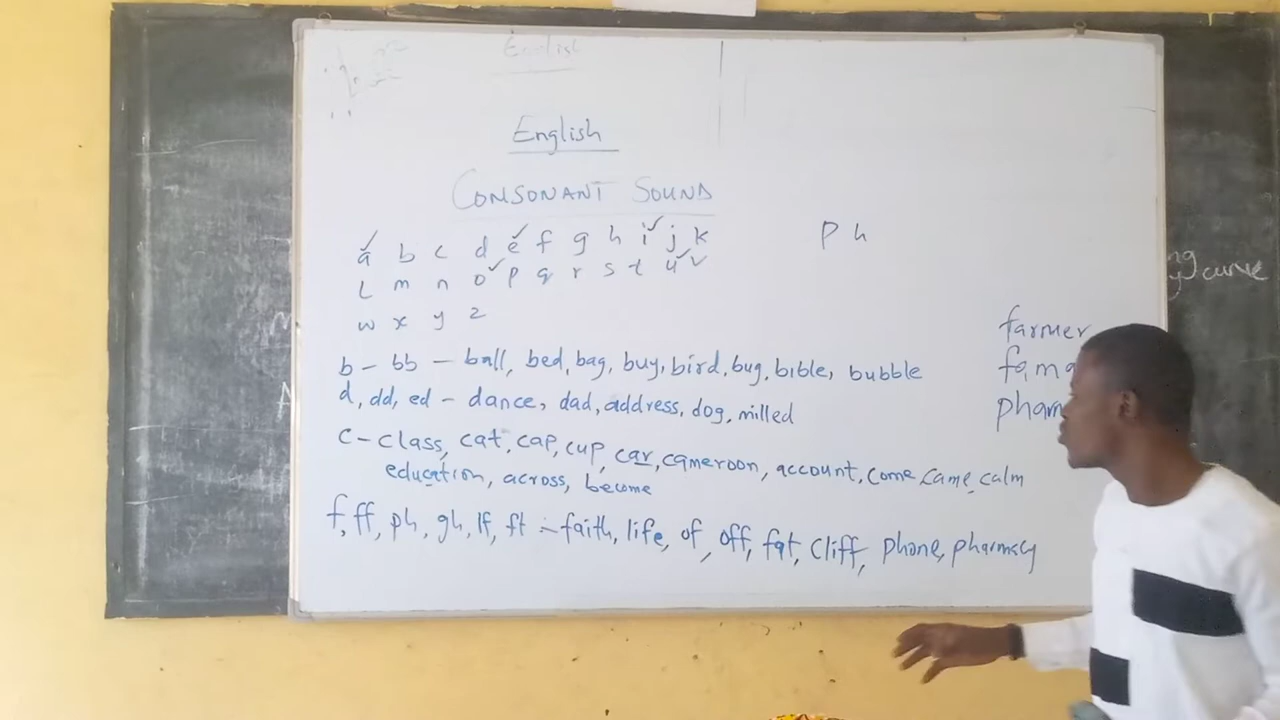 English
English
CONSONANT SOUND
a b c d e f g h i j k
L m n o p q r s t u v
w x y z
p h
farmer
b - bb - ball, bed, bag, buy, bird, bug, bible, bubble
d, dd, ed - dance, dad, address, dog, milled
c - class, cat, cap, cup, car, cameroon, account, come, came, calm
education, across, become
f, ff, ph, gh, lf, ft :- faith, life, of, off, fat, cliff, phone, pharmacy
curve